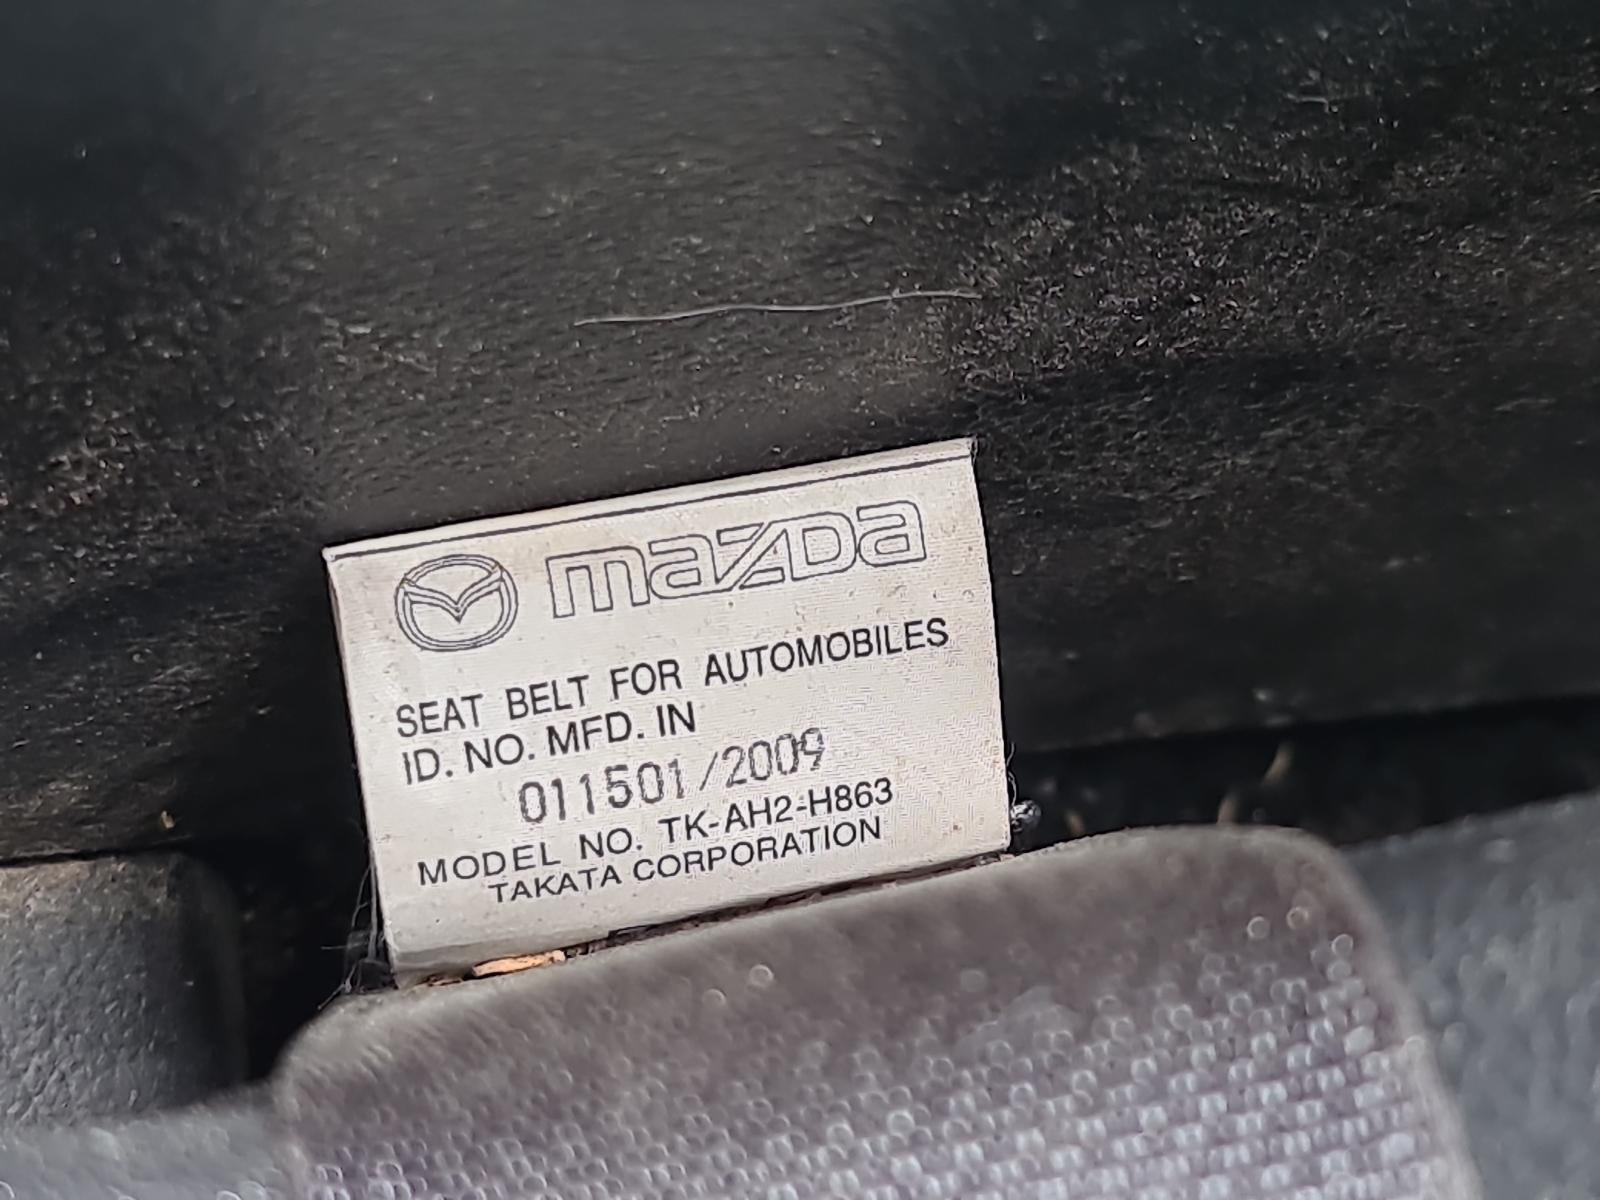 mazda
SEAT BELT FOR AUTOMOBILES
ID. NO. MFD. IN
011501/2009
MODEL NO. TK-AH2-H863
TAKATA CORPORATION